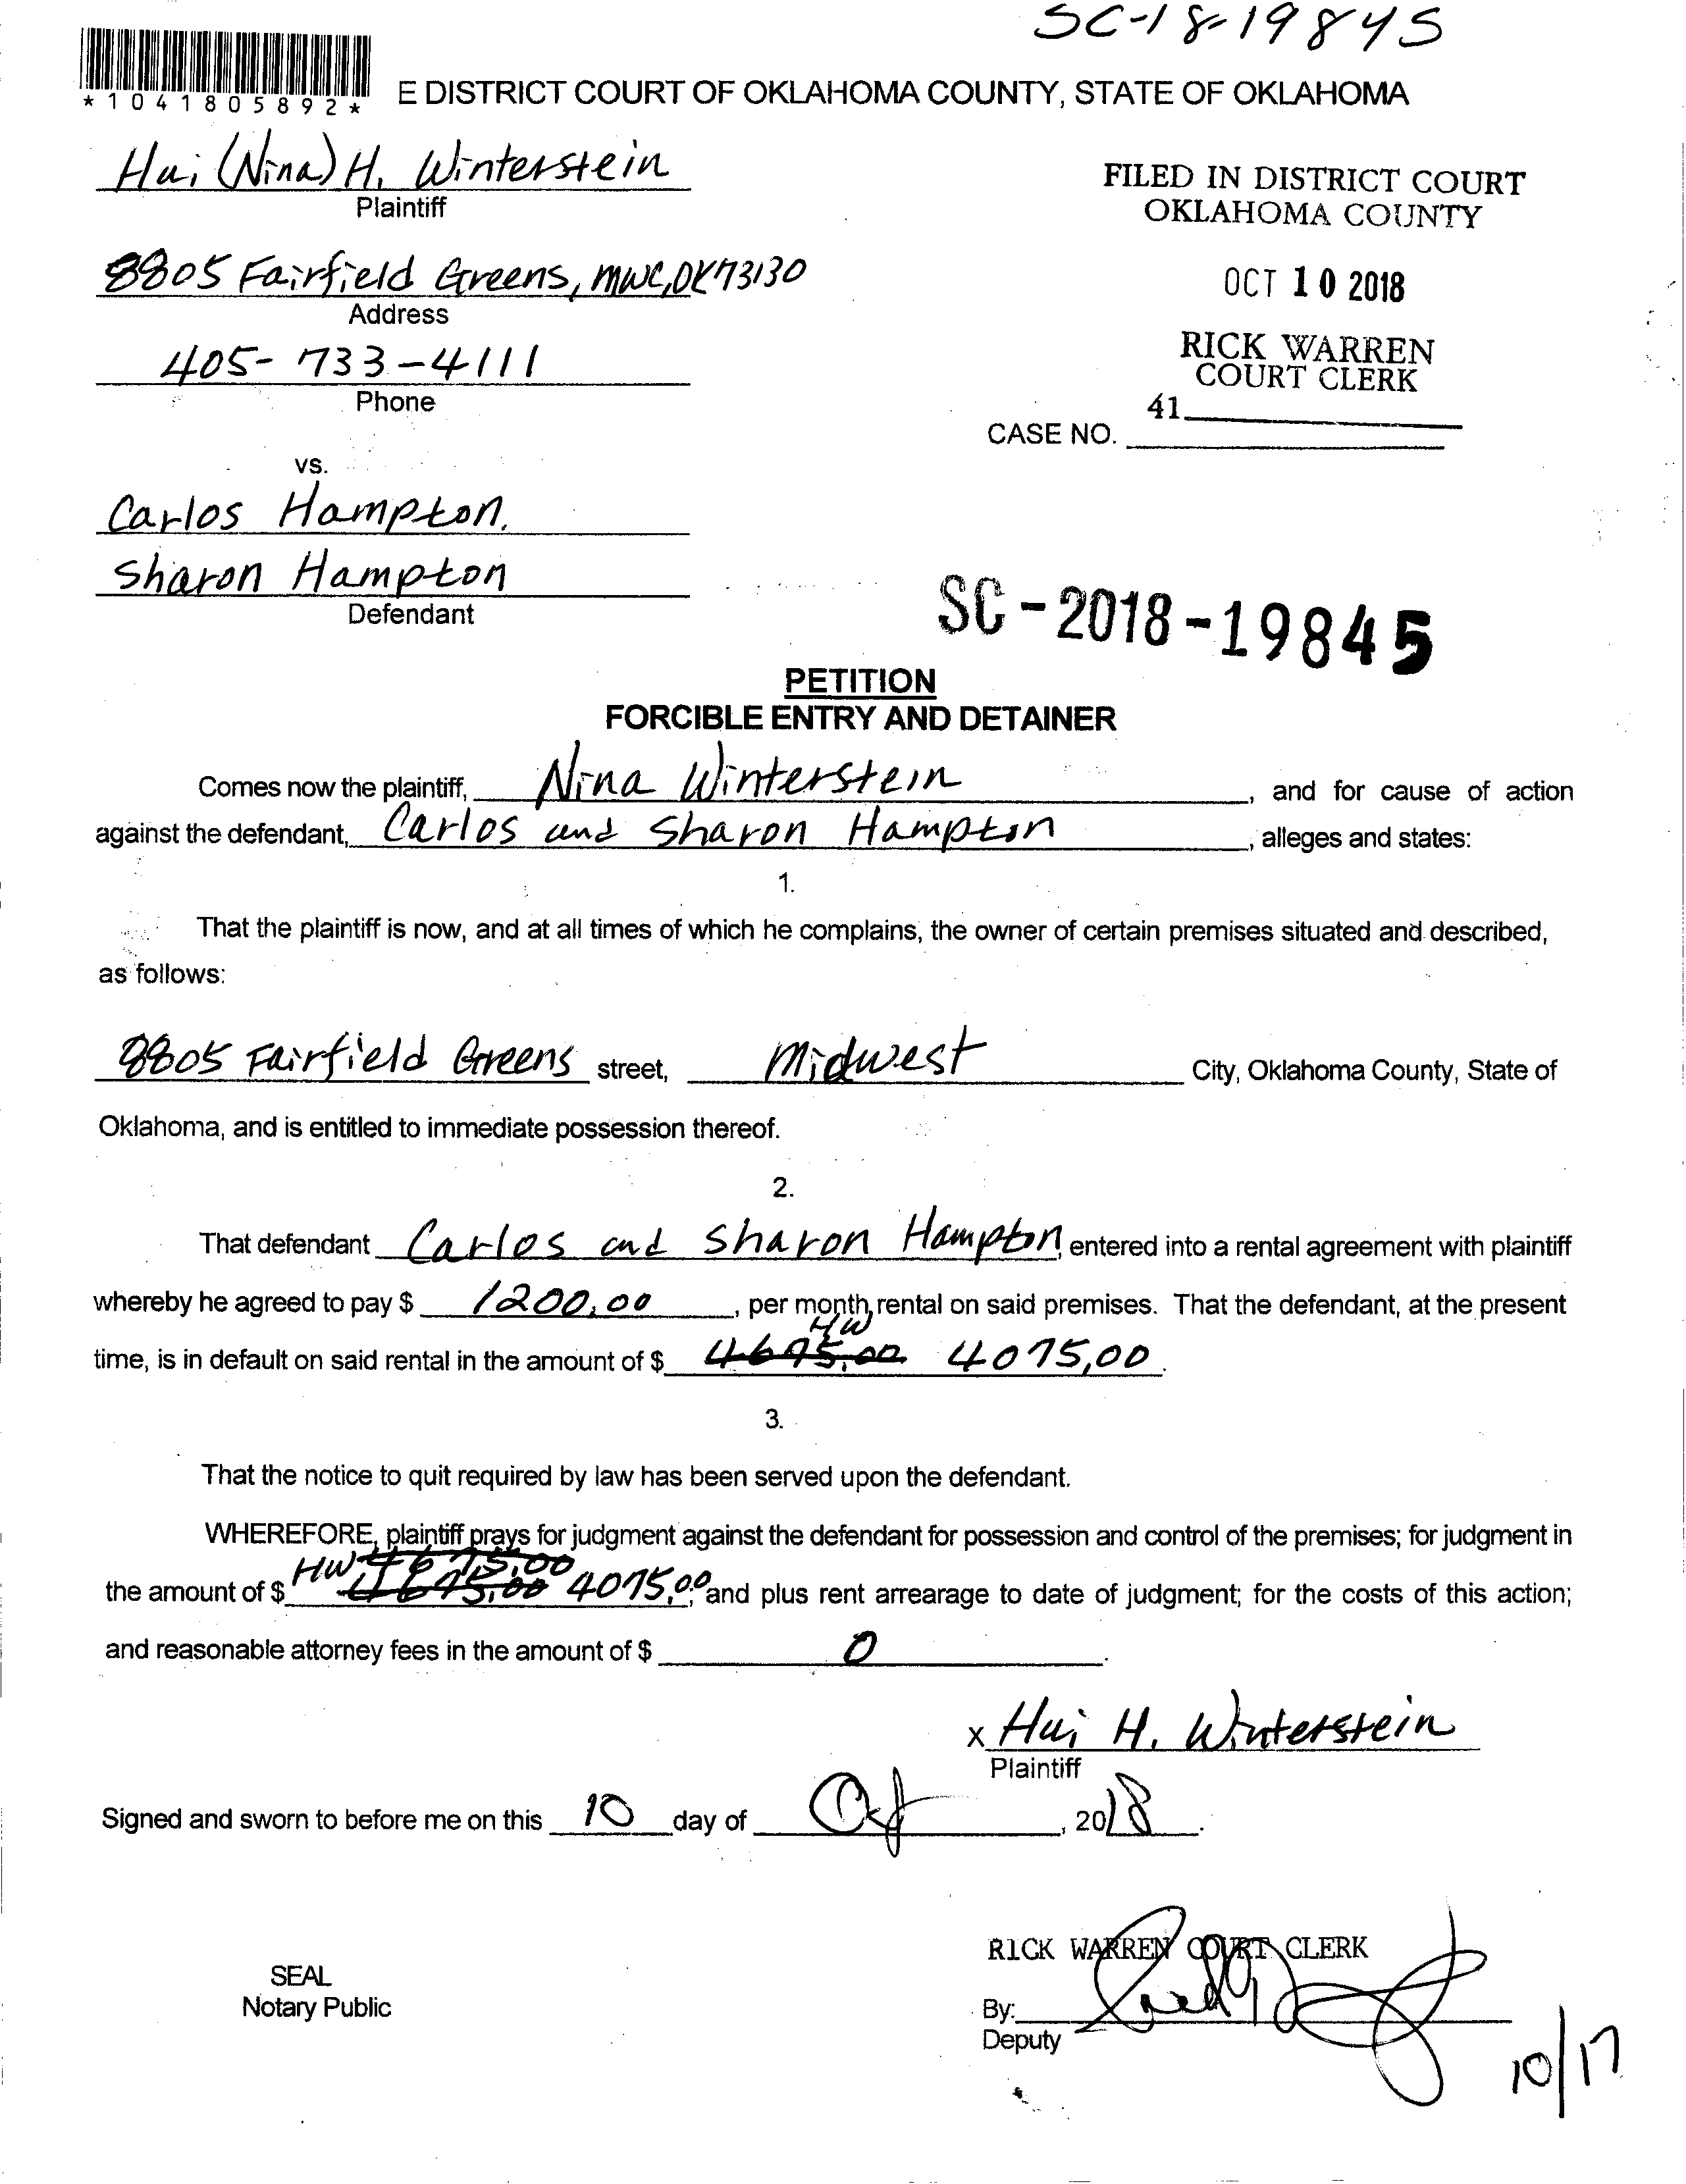 SC-18-19845
*1041805892*
E DISTRICT COURT OF OKLAHOMA COUNTY, STATE OF OKLAHOMA
Hui (Nina) H. Winterstein
Plaintiff
FILED IN DISTRICT COURT
OKLAHOMA COUNTY
8805 Fairfield Greens, MWC, OK 73130
Address
OCT 10 2018
405-733-4111
Phone
RICK WARREN
COURT CLERK
41
CASE NO.
vs.
Carlos Hampton.
Sharon Hampton
Defendant
SC-2018-19845
PETITION
FORCIBLE ENTRY AND DETAINER
Comes now the plaintiff, Nina Winterstein, and for cause of action
against the defendant, Carlos and Sharon Hampton, alleges and states:
1.
That the plaintiff is now, and at all times of which he complains, the owner of certain premises situated and described,
as follows:
8805 Fairfield Greens street, Midwest City, Oklahoma County, State of
Oklahoma, and is entitled to immediate possession thereof.
2.
That defendant Carlos and Sharon Hampton, entered into a rental agreement with plaintiff
whereby he agreed to pay $ 1200.00, per month rental on said premises. That the defendant, at the present
HW
time, is in default on said rental in the amount of $ 4695.00 4075.00.
3.
That the notice to quit required by law has been served upon the defendant.
WHEREFORE, plaintiff prays for judgment against the defendant for possession and control of the premises; for judgment in
HW 4675.00
the amount of $ 4695.00 4075.00, and plus rent arrearage to date of judgment; for the costs of this action;
and reasonable attorney fees in the amount of $ 0.
X Hui H. Winterstein
Plaintiff
Signed and sworn to before me on this 10 day of Oct, 2018.
RICK WARREN COURT CLERK
SEAL
Notary Public
By:
Deputy
10/17